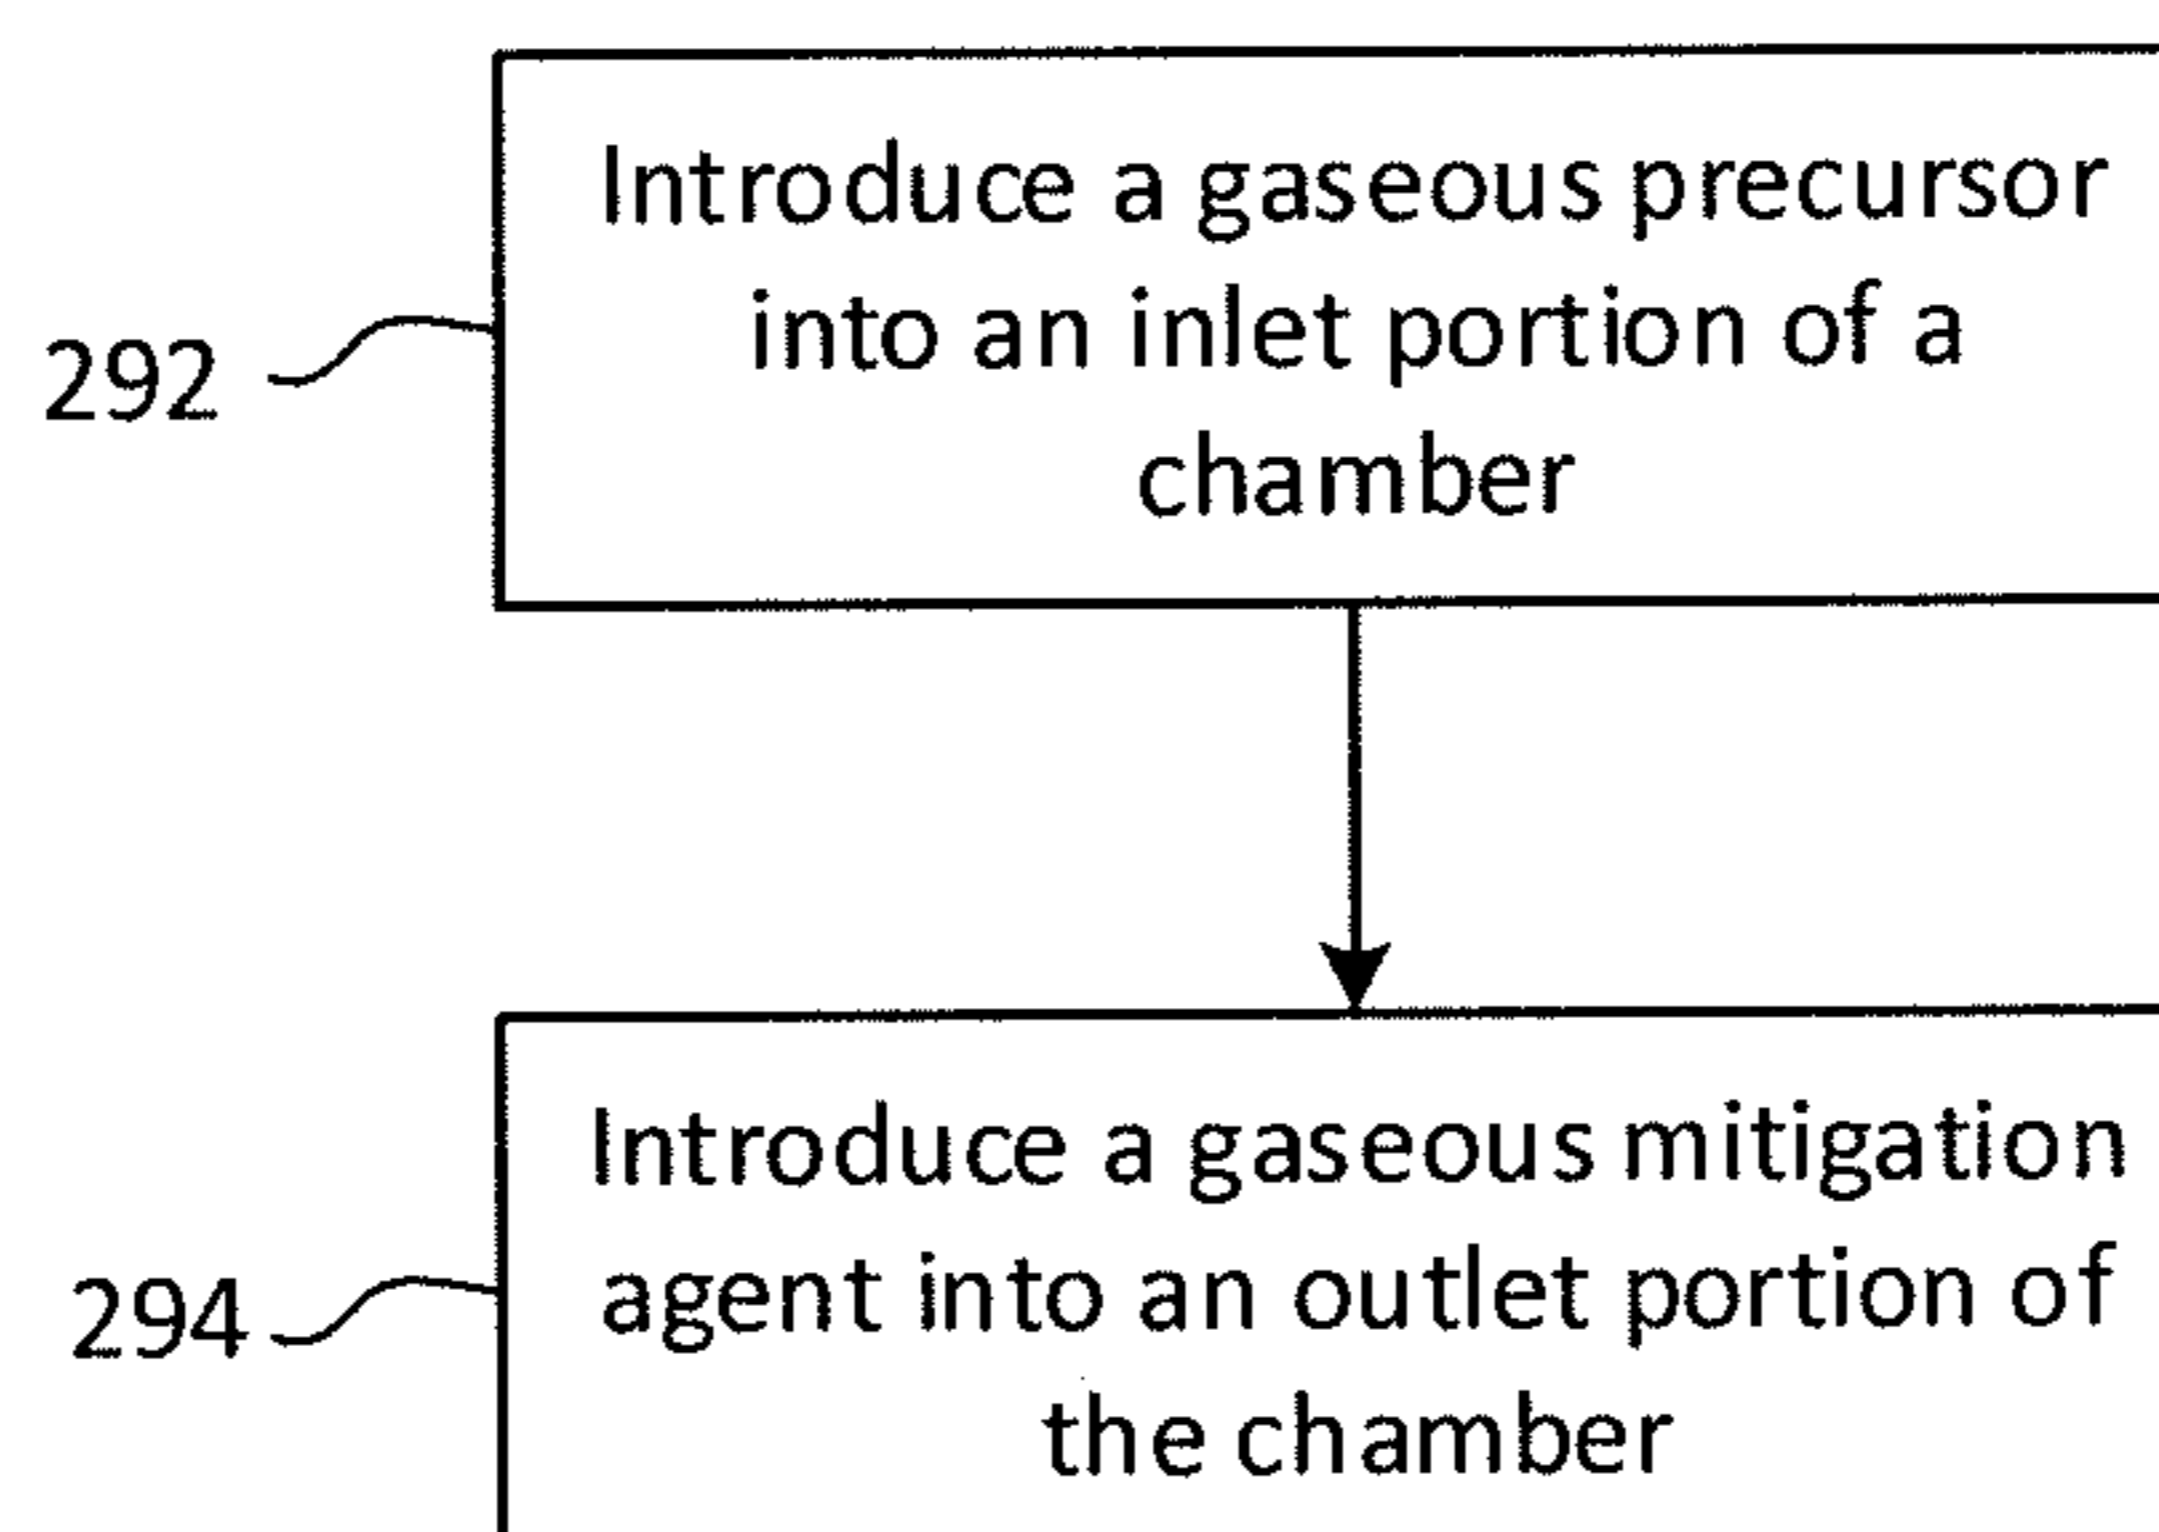 Introduce a gaseous precursor
into an inlet portion of a
chamber
292
Introduce a gaseous mitigation
agent into an outlet portion of
the chamber
294